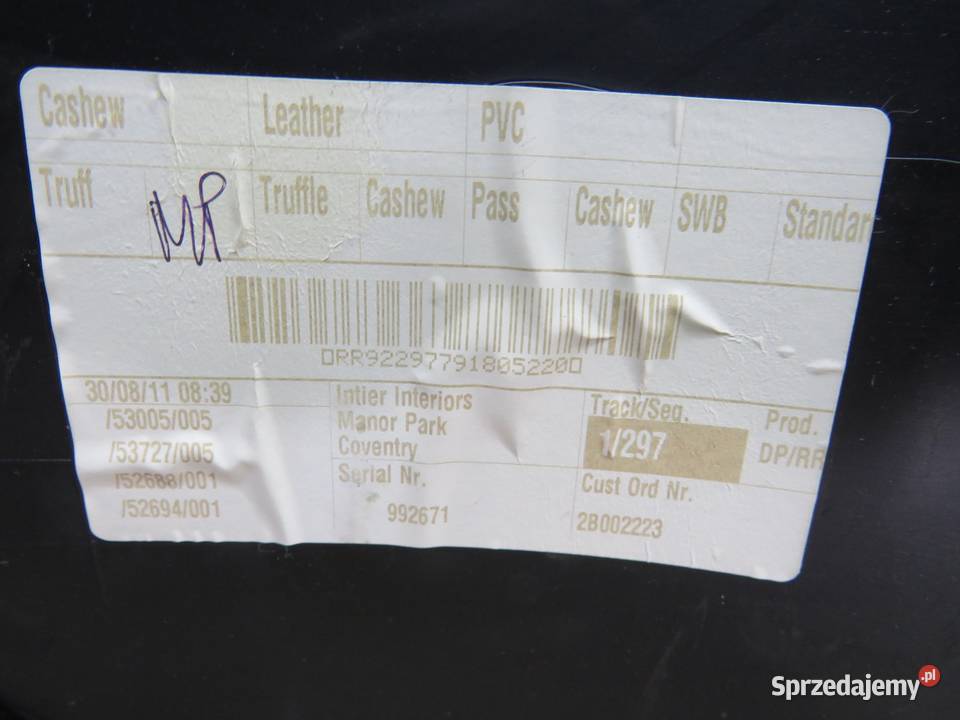 Cashew Leather PVC
Truff MP Truffle Cashew Pass Cashew SWB Standar
▯RR92297791805220▯
30/08/11 08:39 Intier Interiors Track/Seq. Prod.
/53005/005 Manor Park 1/297 DP/RR
/53727/005 Coventry
/52688/001 Serial Nr. Cust Ord Nr.
/52694/001 992671 2B002223
Sprzedajemy.pl